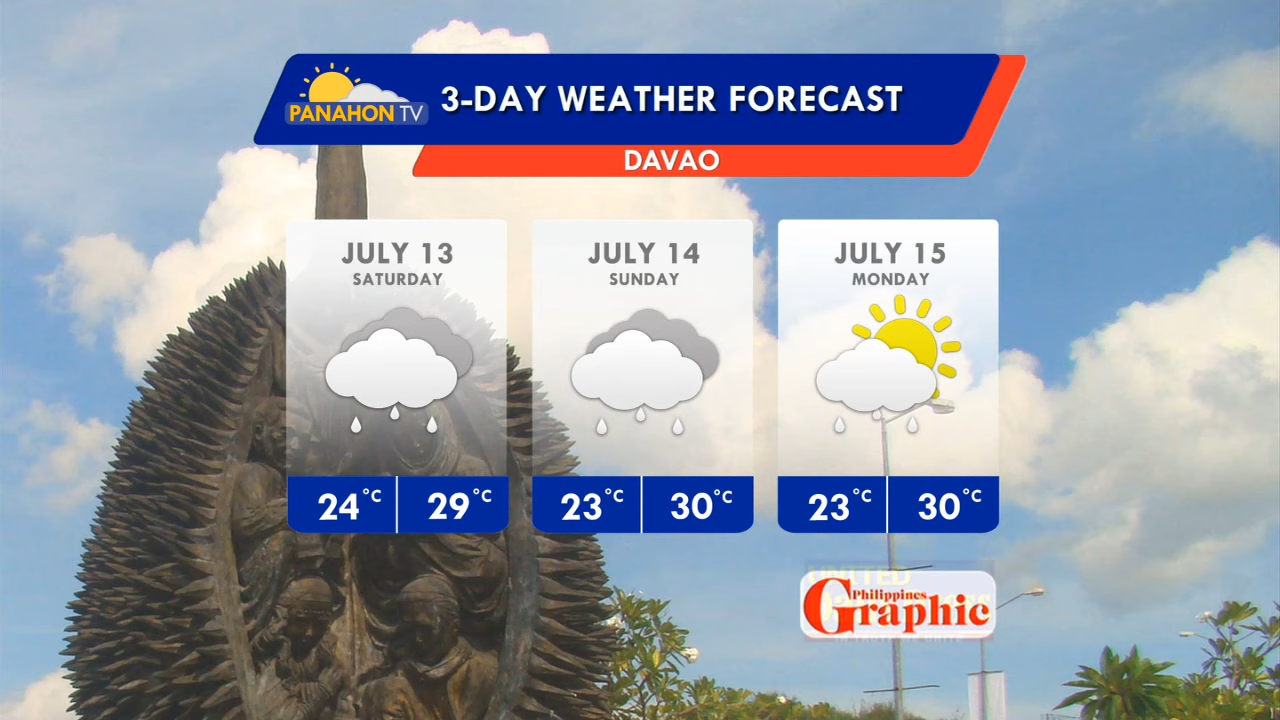 PANAHON TV
3-DAY WEATHER FORECAST
DAVAO
JULY 13
SATURDAY
24°C
29°C
JULY 14
SUNDAY
23°C
30°C
JULY 15
MONDAY
23°C
30°C
UNITED
Philippines
Graphic